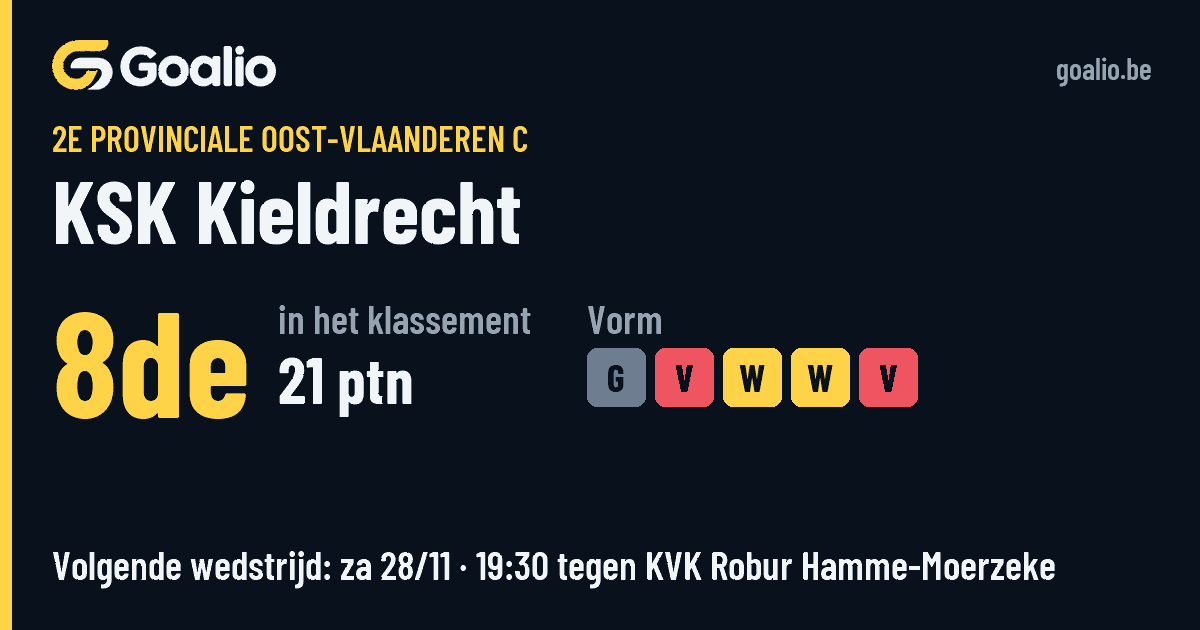 Goalio
goalio.be
2E PROVINCIALE OOST-VLAANDEREN C
KSK Kieldrecht
8de
in het klassement
21 ptn
Vorm
G V W W V
Volgende wedstrijd: za 28/11 · 19:30 tegen KVK Robur Hamme-Moerzeke